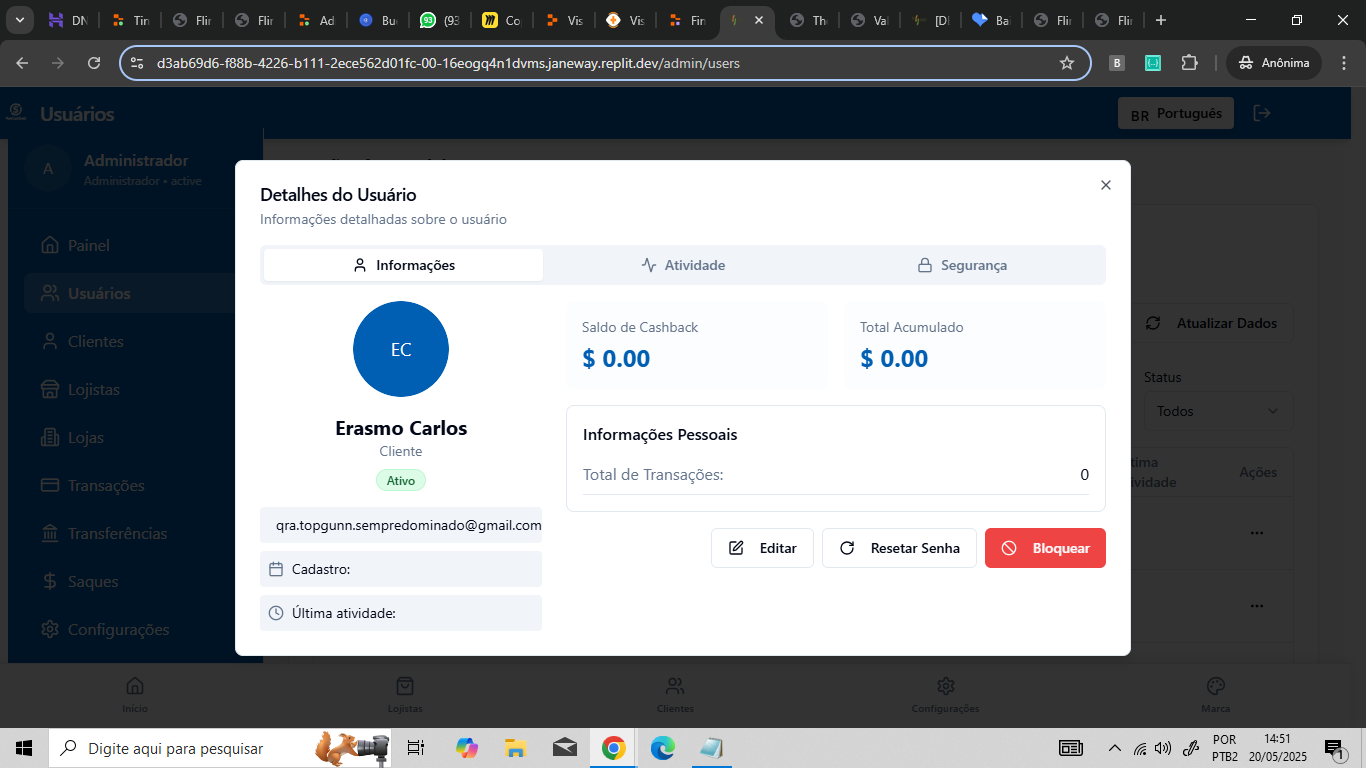 DN
Tin
Flir
Flir
Ad
Bu
(93
Co
Vis
Vis
Fin
The
Val
[DI
Bai
Flir
Flir
d3ab69d6-f88b-4226-b111-2ece562d01fc-00-16eogq4n1dvms.janeway.replit.dev/admin/users
Anônima
Usuários
BR Português
A
Administrador
Administrador • active
Painel
Usuários
Clientes
Lojistas
Lojas
Transações
Transferências
Saques
Configurações
Detalhes do Usuário
Informações detalhadas sobre o usuário
Informações
Atividade
Segurança
EC
Erasmo Carlos
Cliente
Ativo
qra.topgunn.sempredominado@gmail.com
Cadastro:
Última atividade:
Saldo de Cashback
$ 0.00
Total Acumulado
$ 0.00
Informações Pessoais
Total de Transações: 0
Editar
Resetar Senha
Bloquear
Atualizar Dados
Status
Todos
tima
ividade
Ações
Início
Lojistas
Clientes
Configurações
Marca
Digite aqui para pesquisar
POR
PTB2
14:51
20/05/2025
1